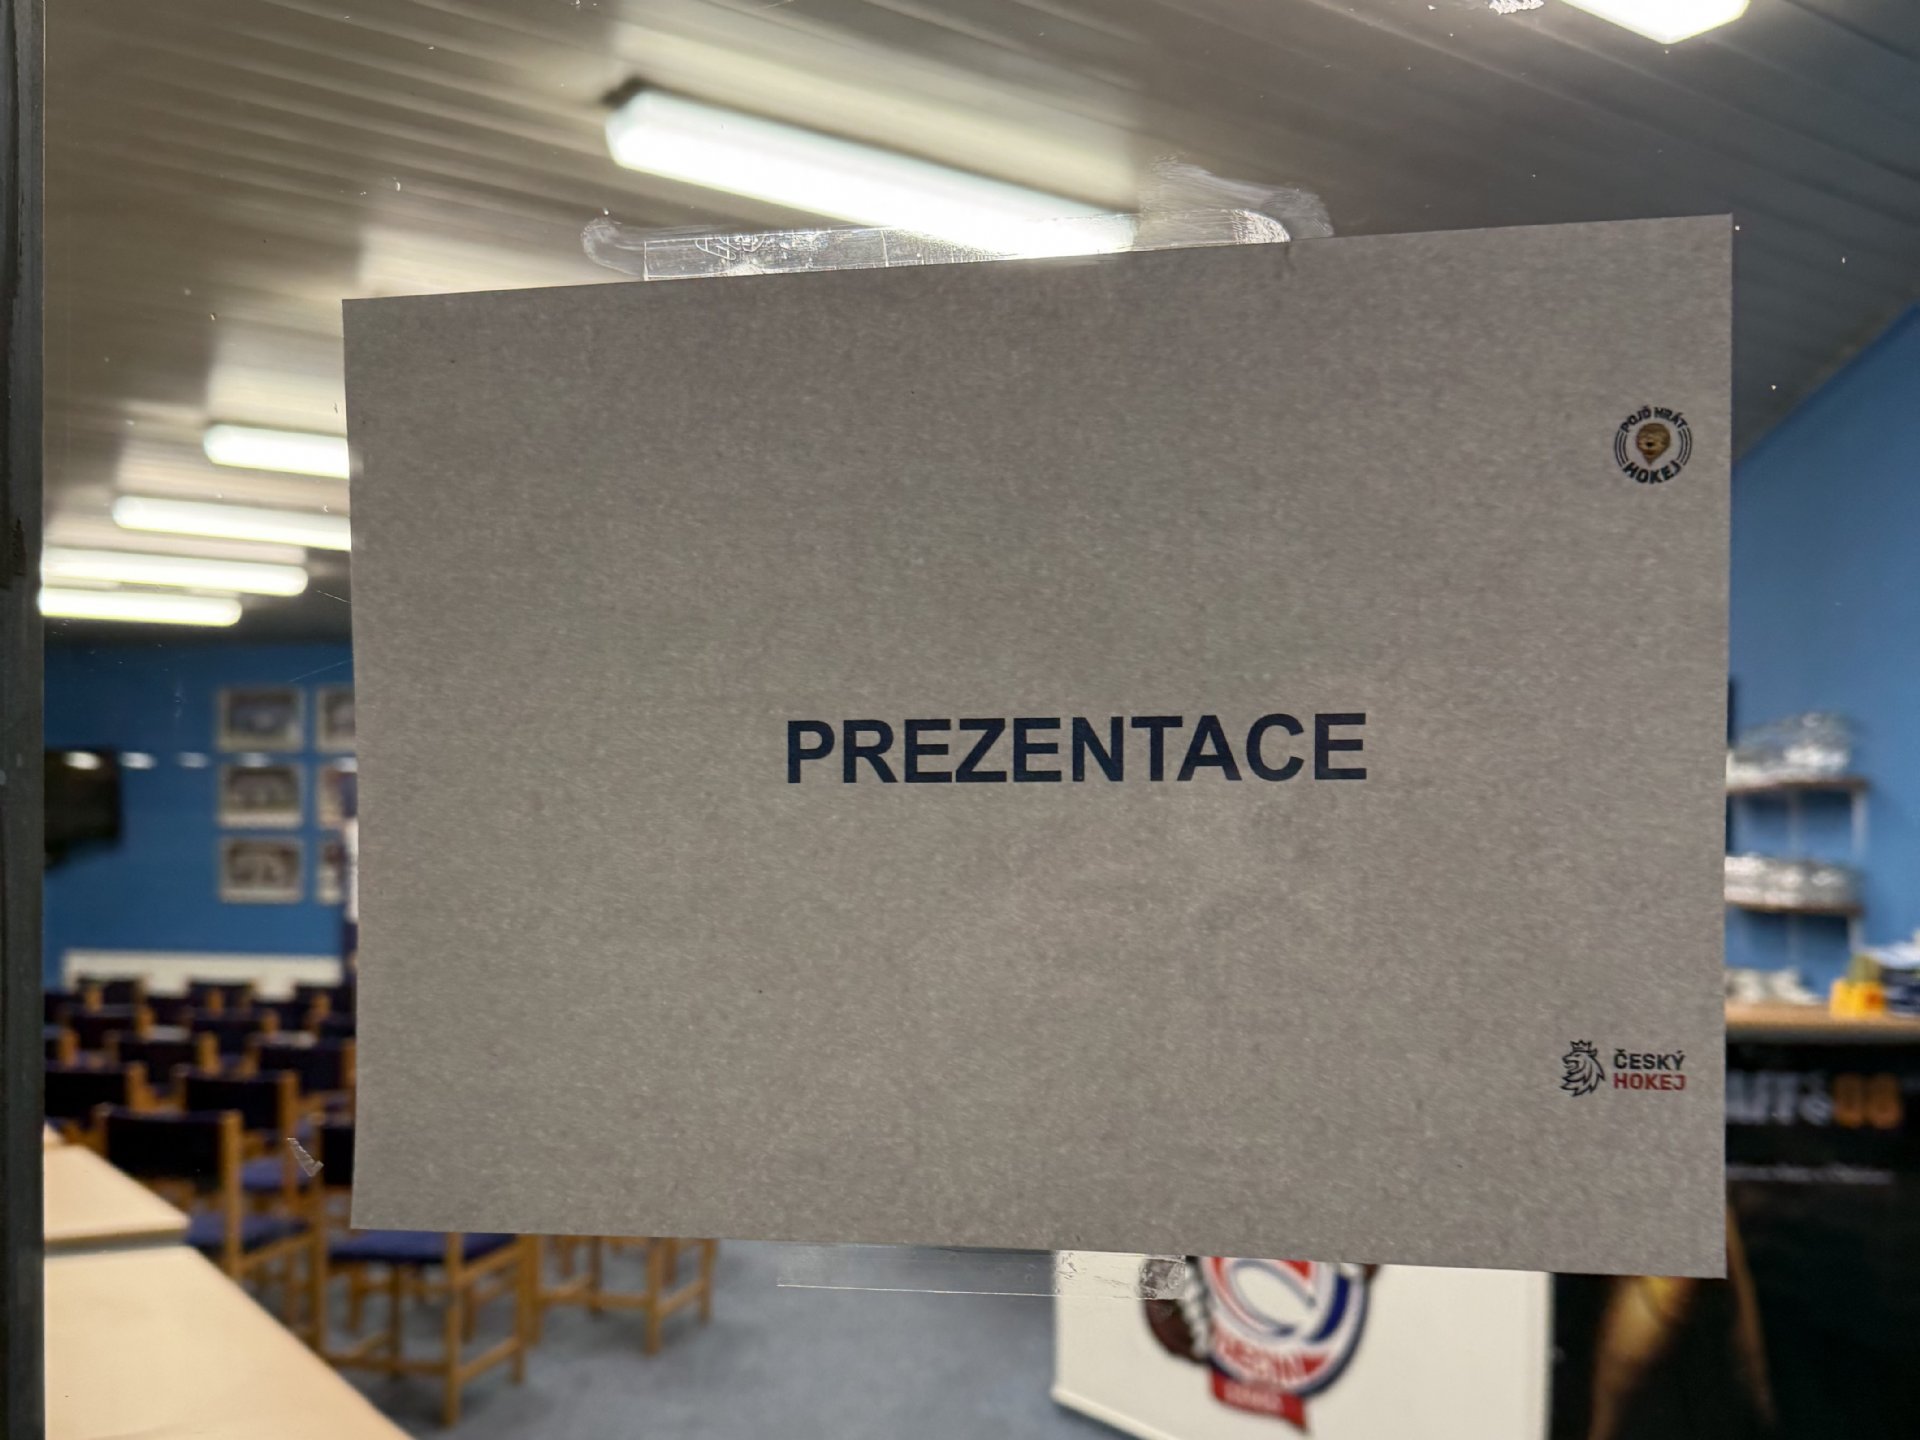 POJĎ HRÁT
HOKEJ
PREZENTACE
ČESKÝ
HOKEJ